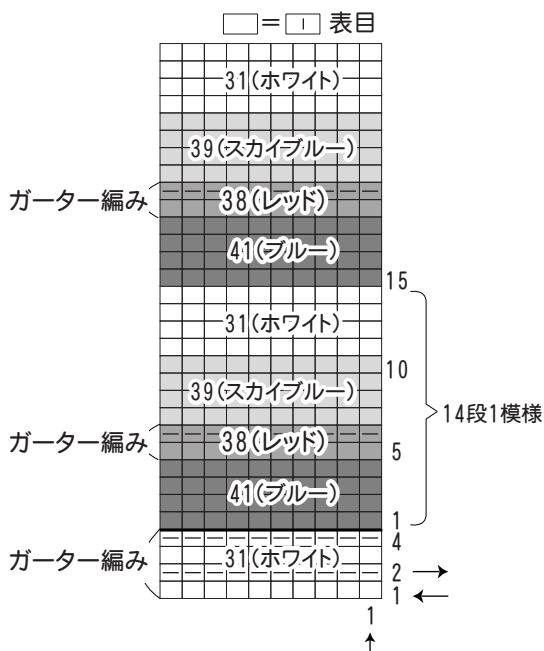 □=□ 表目
31(ホワイト)
39(スカイブルー)
ガーター編み
38(レッド)
41(ブルー)
15
31(ホワイト)
10
39(スカイブルー)
14段1模様
ガーター編み
38(レッド)
5
41(ブルー)
1
4
ガーター編み
31(ホワイト)
2 →
1 ←
1
↑